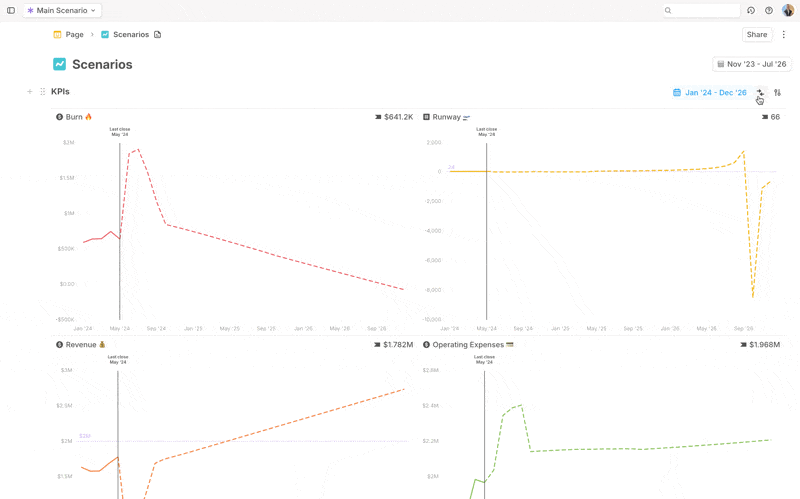 Main Scenario
Page
Scenarios
Share
Scenarios
Nov '23 - Jul '26
KPIs
Jan '24 - Dec '26
Burn 🔥
$641.2K
Last close
May '24
$2M
$1.5M
$1M
$500K
$0.00
-$500K
Jan '24 May '24 Sep '24 Jan '25 May '25 Sep '25 Jan '26 May '26 Sep '26
Runway
66
Last close
May '24
2,000
24
0
-2,000
-4,000
-6,000
-8,000
-10,000
Jan '24 May '24 Sep '24 Jan '25 May '25 Sep '25 Jan '26 May '26 Sep '26
Revenue 💰
$1.782M
Last close
May '24
$3M
$2.5M
$2M
$2M
$1.5M
Operating Expenses 💳
$1.968M
Last close
May '24
$2.6M
$2.4M
$2.2M
$2M